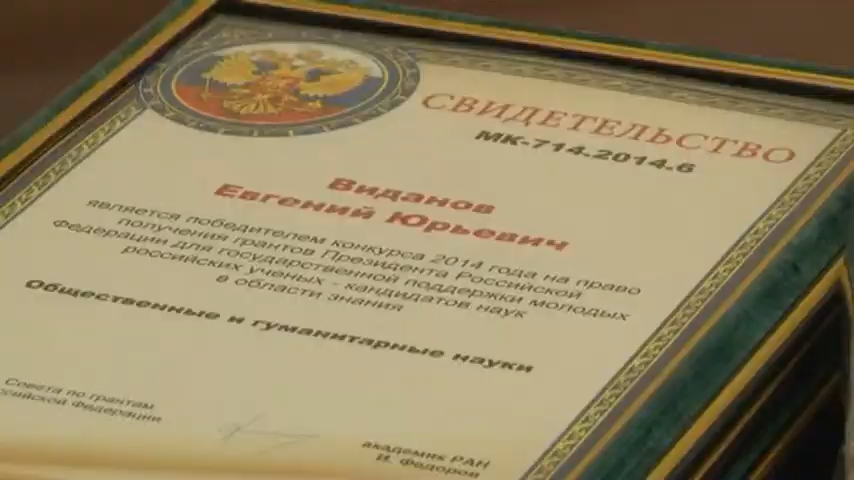 СВИДЕТЕЛЬСТВО
МК-714.2014.6
Виданов
Евгений Юрьевич
является победителем конкурса 2014 года на право
получения грантов Президента Российской
Федерации для государственной поддержки молодых
российских ученых - кандидатов наук
в области знания
Общественные и гуманитарные науки
Совета по грантам
ссийской Федерации
академик РАН
И. Федоров